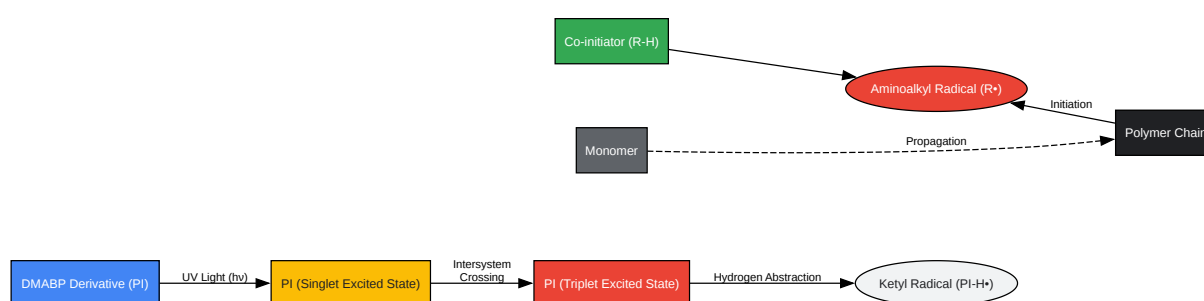 Co-initiator (R-H)
Aminoalkyl Radical (R•)
Initiation
Polymer Chain
Monomer
Propagation
DMABP Derivative (PI)
UV Light (hν)
PI (Singlet Excited State)
Intersystem
Crossing
PI (Triplet Excited State)
Hydrogen Abstraction
Ketyl Radical (PI-H•)